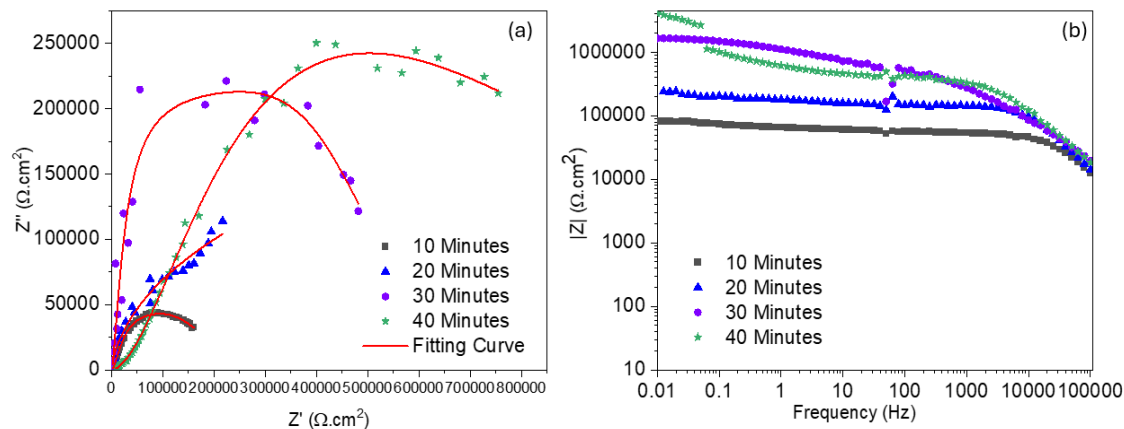 (a)
250000
200000
150000
100000
50000
0
Z'' (Ω.cm²)
10 Minutes
20 Minutes
30 Minutes
40 Minutes
Fitting Curve
0 100000 200000 300000 400000 500000 600000 700000 800000
Z' (Ω.cm²)
(b)
1000000
100000
10000
1000
100
10
|Z| (Ω.cm²)
10 Minutes
20 Minutes
30 Minutes
40 Minutes
0.01 0.1 1 10 100 1000 10000 100000
Frequency (Hz)